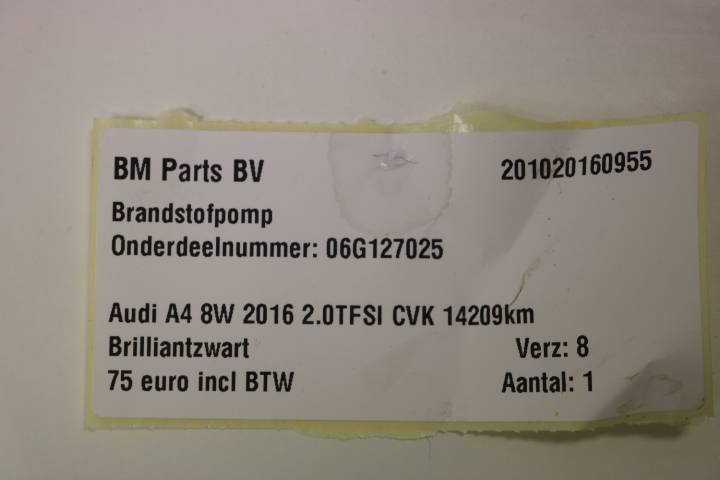 BM Parts BV 201020160955
Brandstofpomp
Onderdeelnummer: 06G127025
Audi A4 8W 2016 2.0TFSI CVK 14209km
Brilliantzwart Verz: 8
75 euro incl BTW Aantal: 1